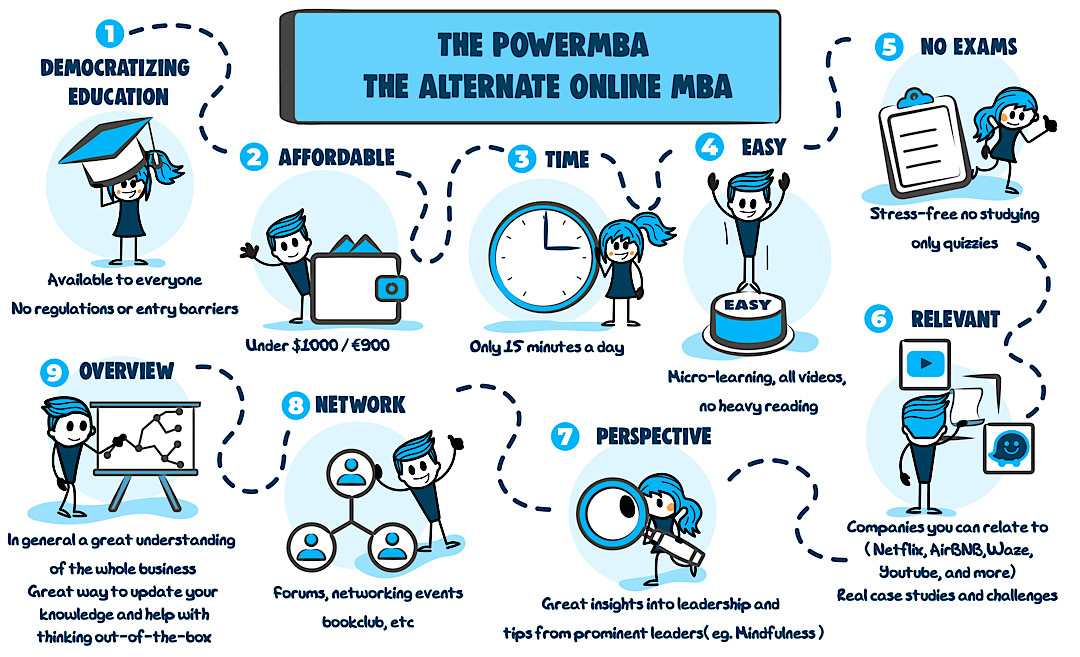 THE POWERMBA
THE ALTERNATE ONLINE MBA
1
DEMOCRATIZING
EDUCATION
Available to everyone
No regulations or entry barriers
2 AFFORDABLE
Under $1000 / €900
3 TIME
Only 15 minutes a day
4 EASY
EASY
Micro-learning, all videos,
no heavy reading
5 NO EXAMS
Stress-free no studying
only quizzies
6 RELEVANT
Companies you can relate to
( Netflix, AirBNB,Waze,
Youtube, and more)
Real case studies and challenges
7 PERSPECTIVE
Great insights into leadership and
tips from prominent leaders( eg. Mindfulness )
8 NETWORK
Forums, networking events
bookclub, etc
9 OVERVIEW
In general a great understanding
of the whole business
Great way to update your
knowledge and help with
thinking out-of-the-box